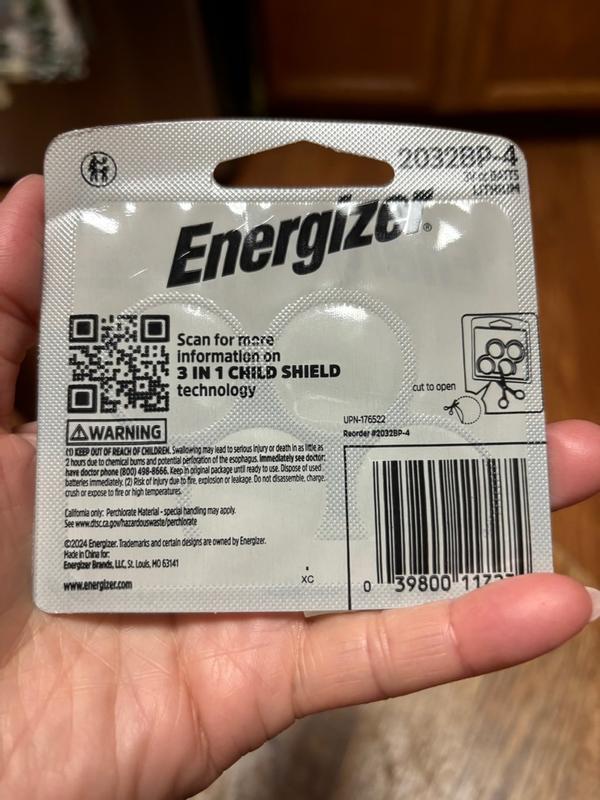 2032BP-4
LITHIUM
Energizer®
Scan for more
information on
3 IN 1 CHILD SHIELD
technology
cut to open
UPN-176522
Reorder #2032BP-4
WARNING
(1) KEEP OUT OF REACH OF CHILDREN. Swallowing may lead to serious injury or death in as little as
2 hours due to chemical burns and potential perforation of the esophagus. Immediately see doctor;
have doctor phone (800) 498-8666. Keep in original package until ready to use. Dispose of used
batteries immediately. (2) Risk of injury due to fire, explosion or leakage. Do not disassemble, charge,
crush or expose to fire or high temperatures.
California only: Perchlorate Material - special handling may apply.
See www.dtsc.ca.gov/hazardouswaste/perchlorate
©2024 Energizer. Trademarks and certain designs are owned by Energizer.
Made in China for:
Energizer Brands, LLC, St. Louis, MO 63141
www.energizer.com
XC
0 39800